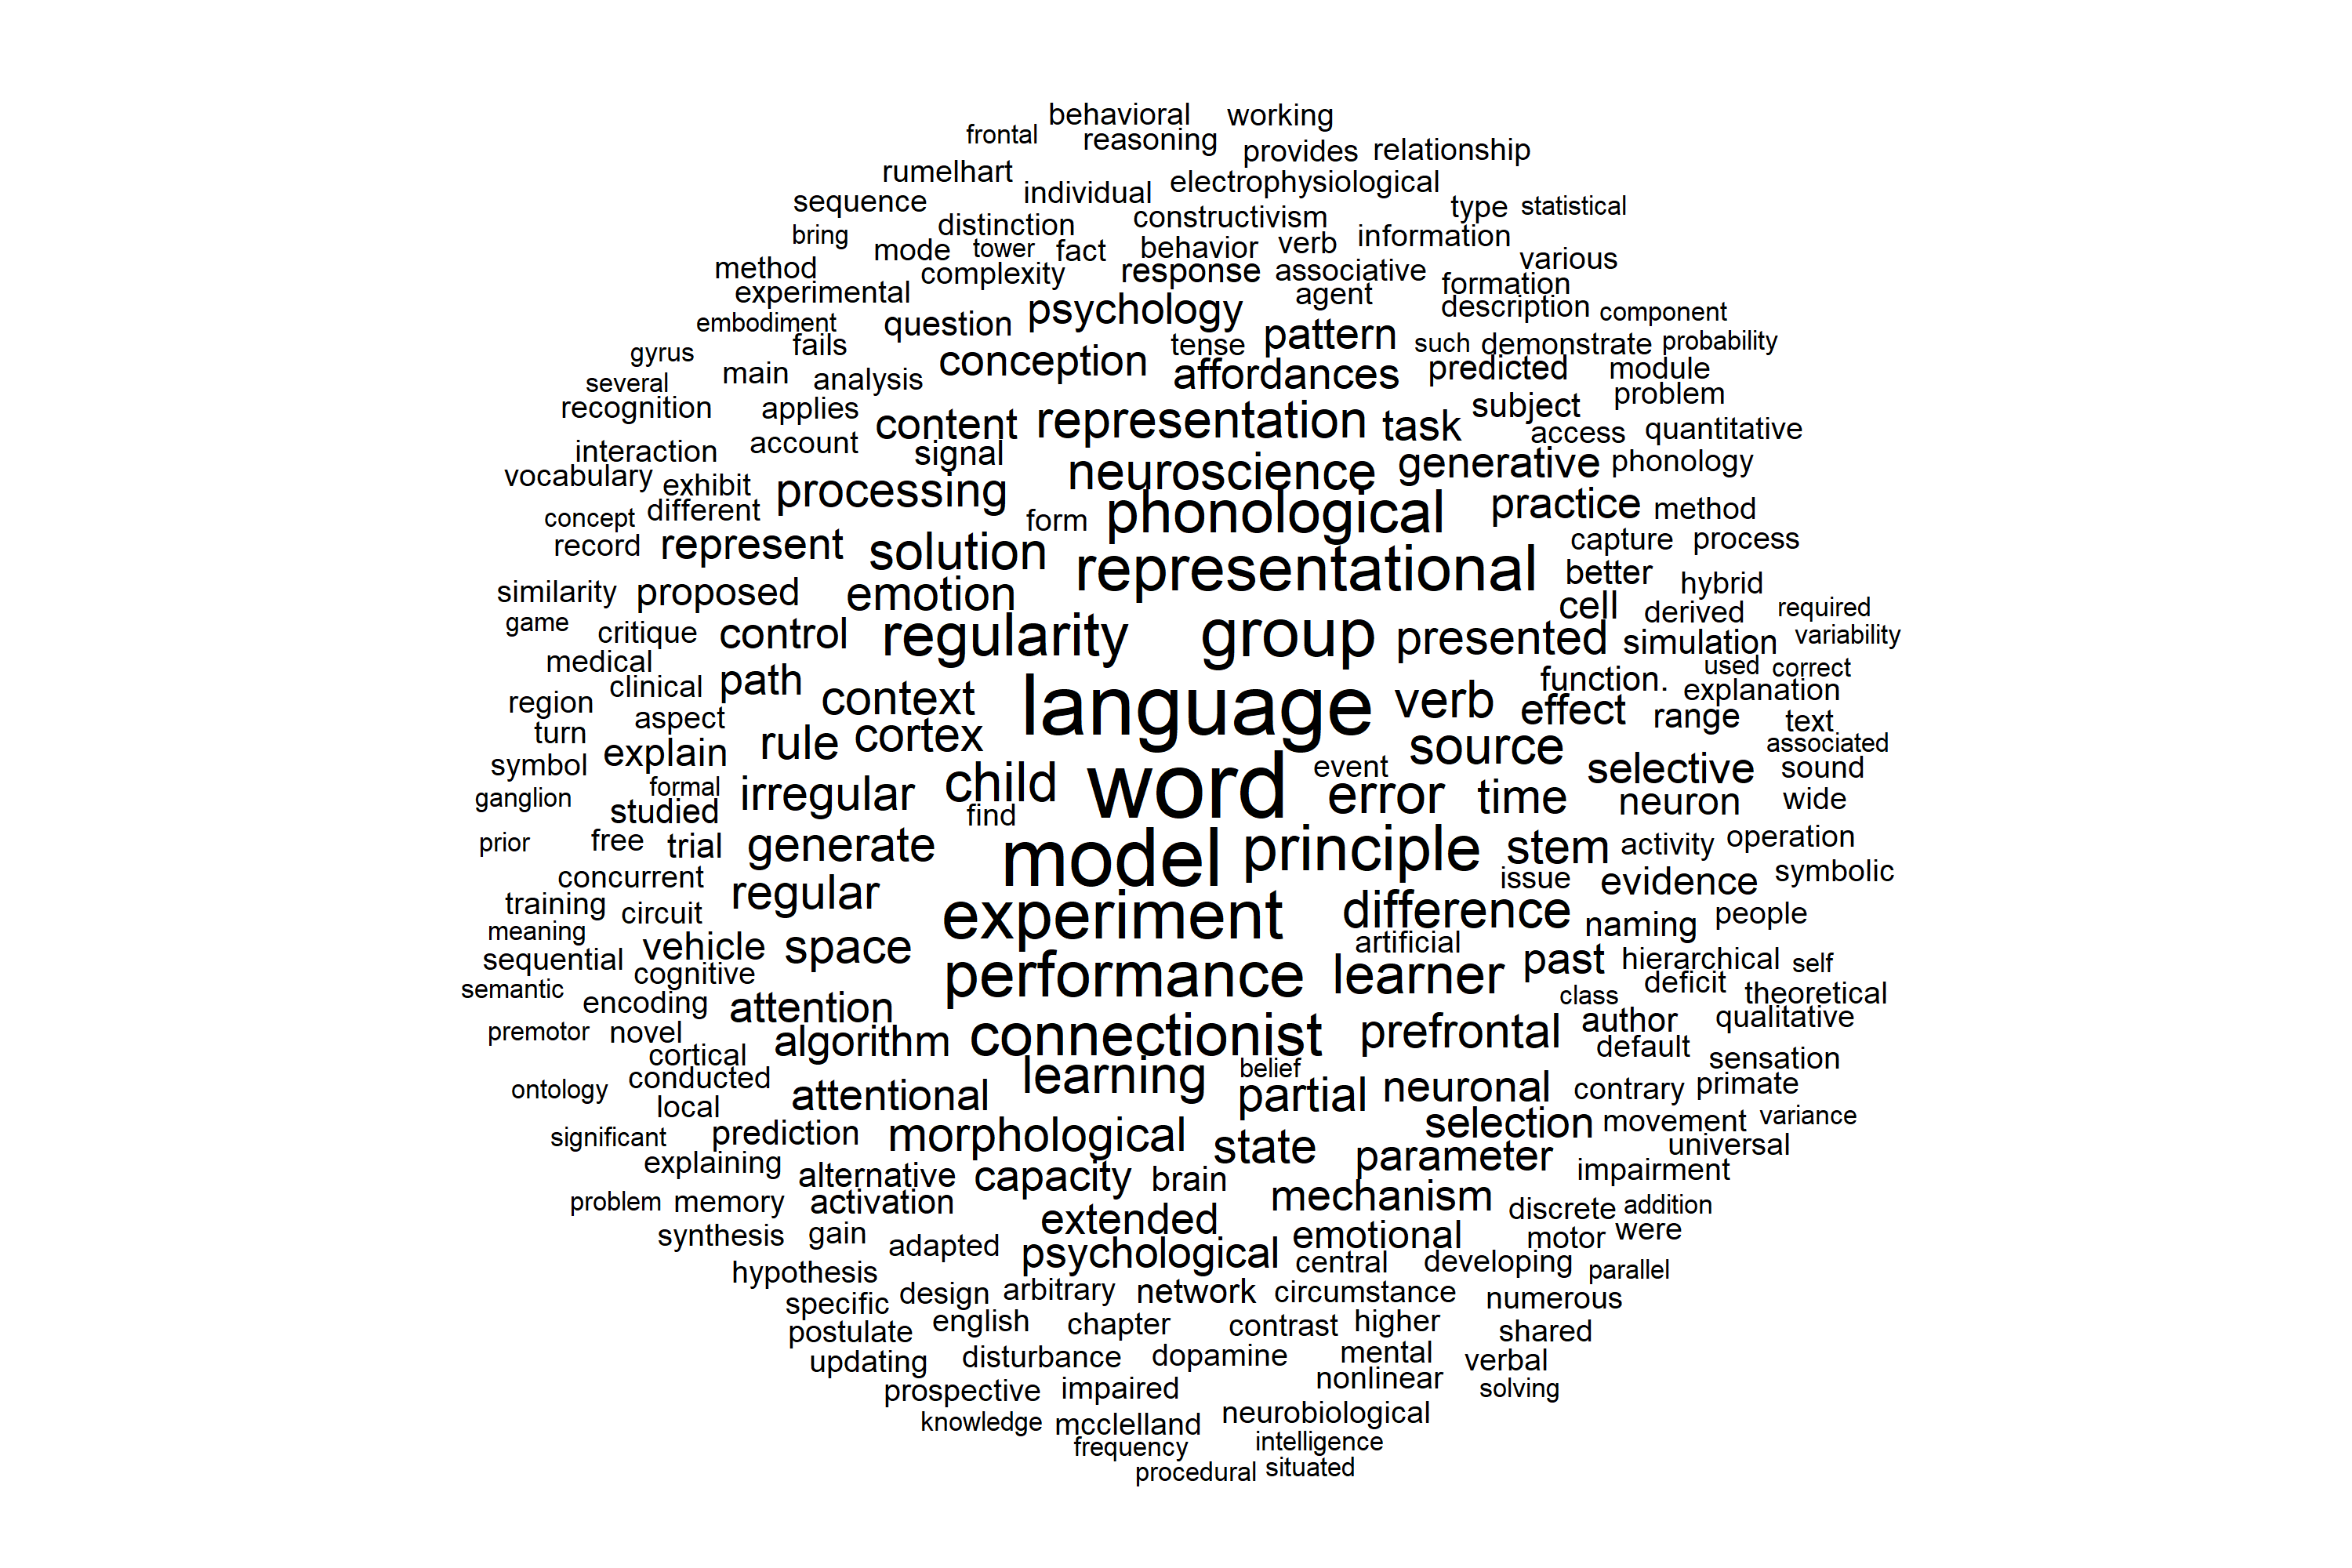 behavioral working
frontal reasoning provides relationship
rumelhart individual electrophysiological
sequence distinction constructivism type statistical
bring mode tower fact behavior verb information
method complexity response associative various
experimental agent formation
embodiment question psychology description component
gyrus fails conception tense pattern such demonstrate probability
several main analysis affordances predicted module
recognition applies content representation task subject problem
interaction account signal access quantitative
vocabulary exhibit processing neuroscience generative phonology
concept different form phonological practice method
record represent solution representational capture process
similarity proposed emotion better hybrid
game critique control regularity group presented cell derived required
simulation variability
medical clinical path context language verb function. used correct
region aspect cortex effect explanation
turn explain rule source range text
symbol formal irregular child word event selective associated sound
ganglion studied find error time neuron wide
prior free trial generate model principle stem activity operation
concurrent regular experiment difference issue evidence symbolic
training circuit naming people
meaning vehicle space artificial
sequential cognitive performance learner past hierarchical self
semantic encoding attention class deficit theoretical
premotor novel algorithm connectionist prefrontal author qualitative
cortical default sensation
ontology conducted attentional learning belief partial neuronal contrary primate
local selection movement variance
significant prediction morphological state universal
explaining alternative capacity brain parameter impairment
problem memory activation mechanism discrete addition
synthesis gain adapted extended emotional motor were
hypothesis psychological central developing parallel
specific design arbitrary network circumstance numerous
postulate english chapter contrast higher shared
updating disturbance dopamine mental verbal
prospective impaired nonlinear solving
knowledge mcclelland neurobiological
frequency intelligence
procedural situated